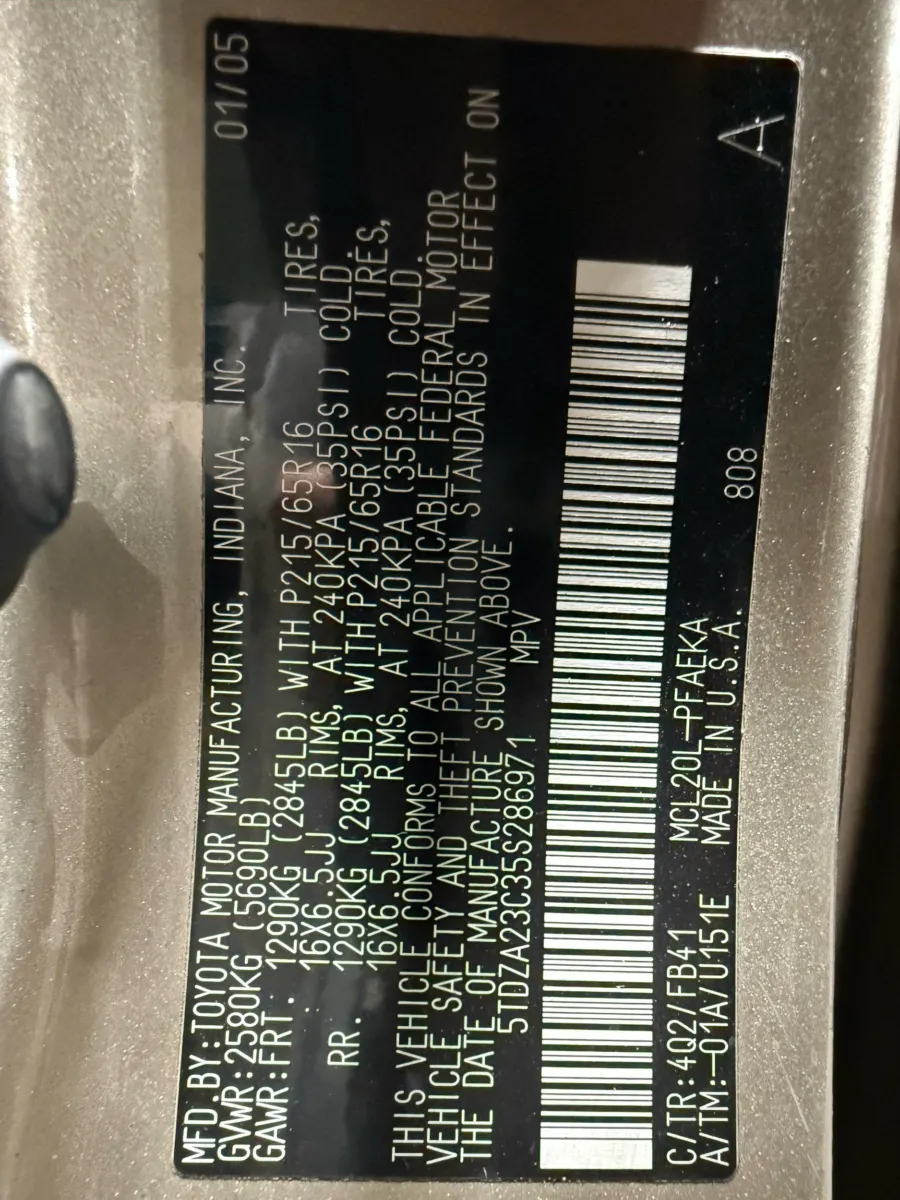 MFD.BY:TOYOTA MOTOR MANUFACTURING, INDIANA, INC. 01/05
GVWR:2580KG (5690LB)
GAWR:FRT. 1290KG (2845LB) WITH P215/65R16 TIRES,
16X6.5JJ RIMS, AT 240KPA (35PSI) COLD.
RR. 1290KG (2845LB) WITH P215/65R16 TIRES,
16X6.5JJ RIMS, AT 240KPA (35PSI) COLD.
THIS VEHICLE CONFORMS TO ALL APPLICABLE FEDERAL MOTOR
VEHICLE SAFETY AND THEFT PREVENTION STANDARDS IN EFFECT ON
THE DATE OF MANUFACTURE SHOWN ABOVE.
5TDZA23C35S286971 MPV
C/TR:4Q2/FB41 MCL20L-PFAEKA 808
A/TM:-01A/U151E MADE IN U.S.A. A